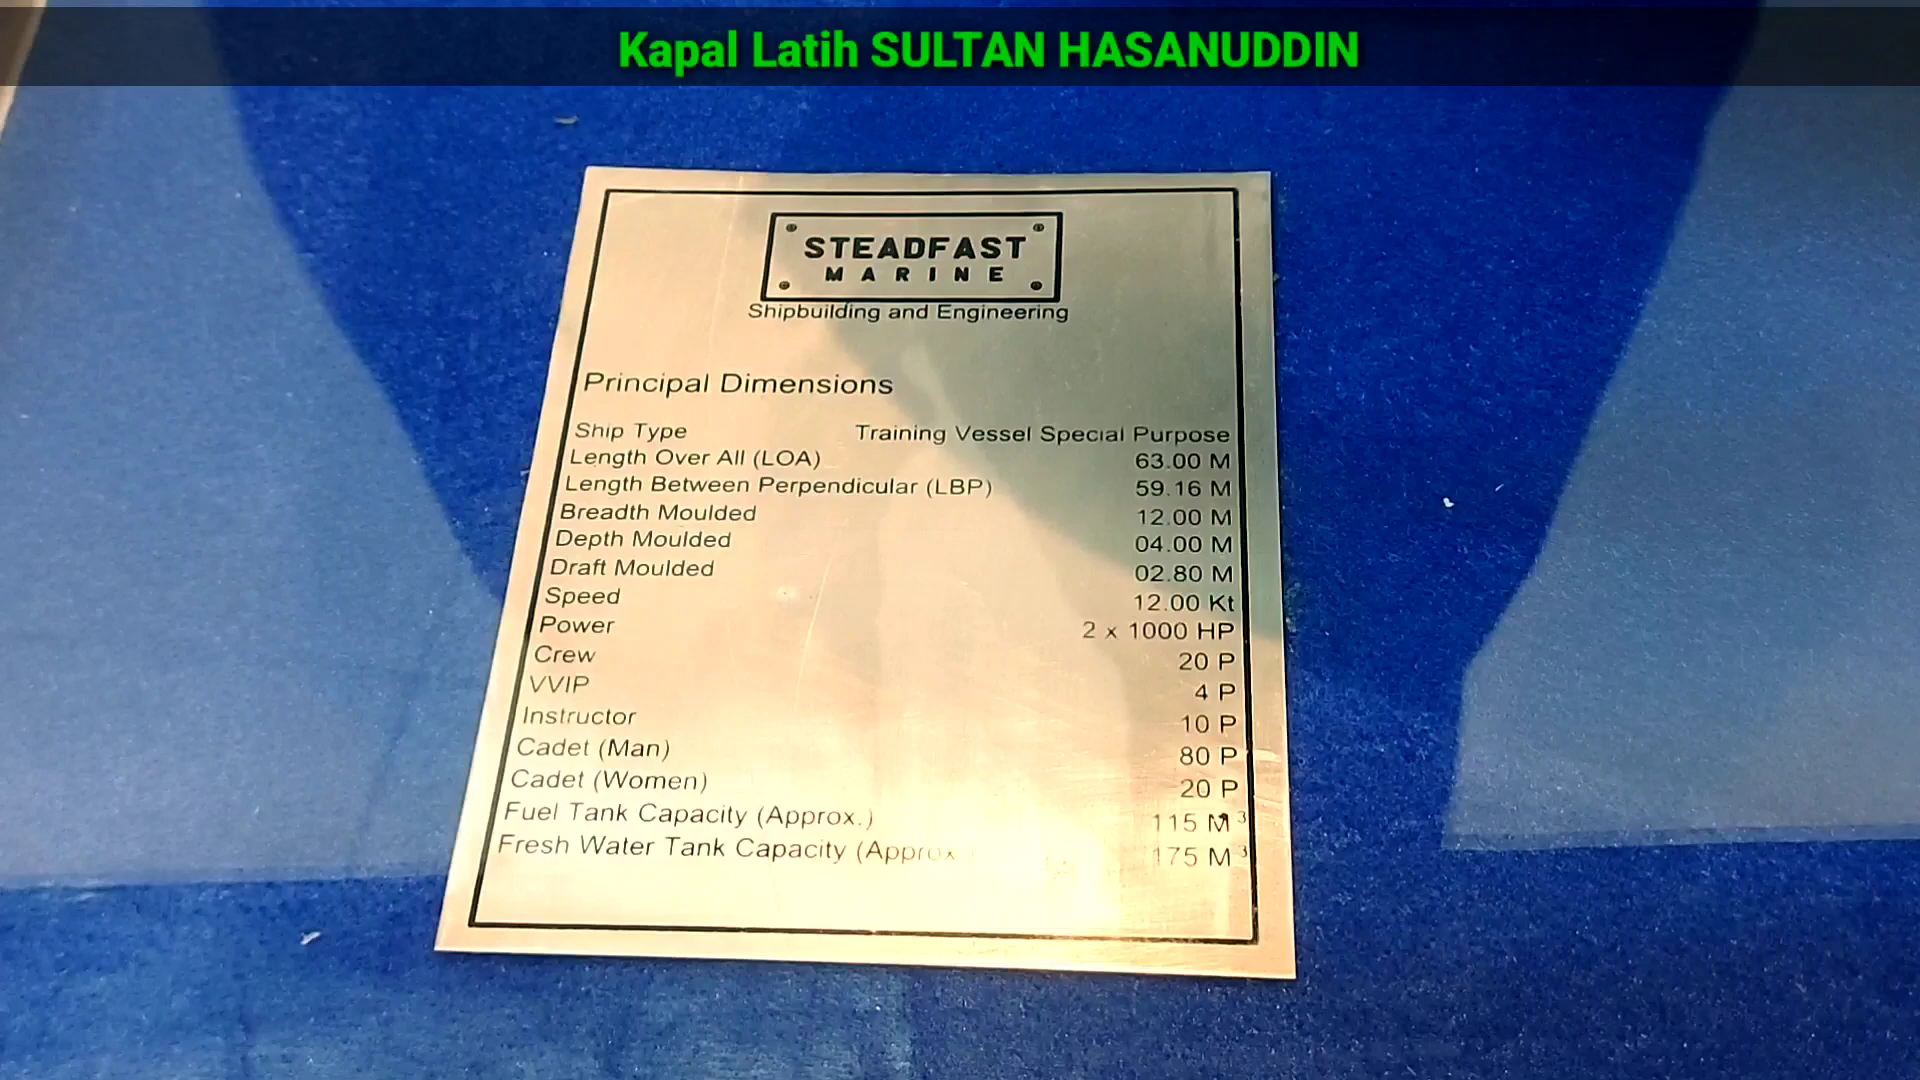 Kapal Latih SULTAN HASANUDDIN
STEADFAST
MARINE
Shipbuilding and Engineering
Principal Dimensions
Ship Type Training Vessel Special Purpose
Length Over All (LOA) 63.00 M
Length Between Perpendicular (LBP) 59.16 M
Breadth Moulded 12.00 M
Depth Moulded 04.00 M
Draft Moulded 02.80 M
Speed 12.00 Kt
Power 2 x 1000 HP
Crew 20 P
VVIP 4 P
Instructor 10 P
Cadet (Man) 80 P
Cadet (Women) 20 P
Fuel Tank Capacity (Approx.) 115 M³
Fresh Water Tank Capacity (Approx 175 M³